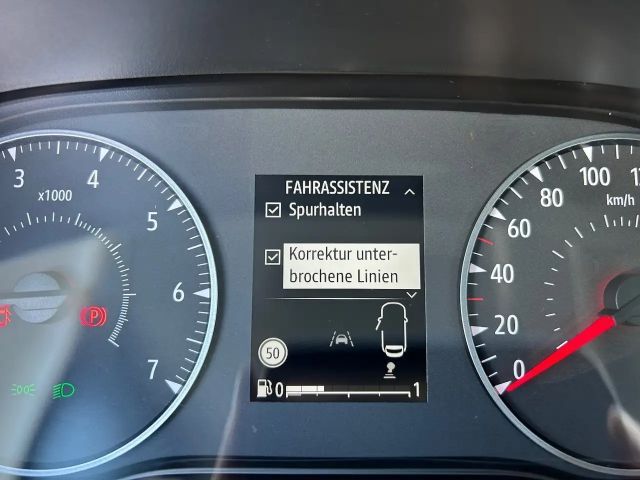 3
4
x1000
5
6
7
FAHRASSISTENZ
Spurhalten
Korrektur unter-
brochene Linien
50
0
1
P
0
20
40
60
80
100
km/h